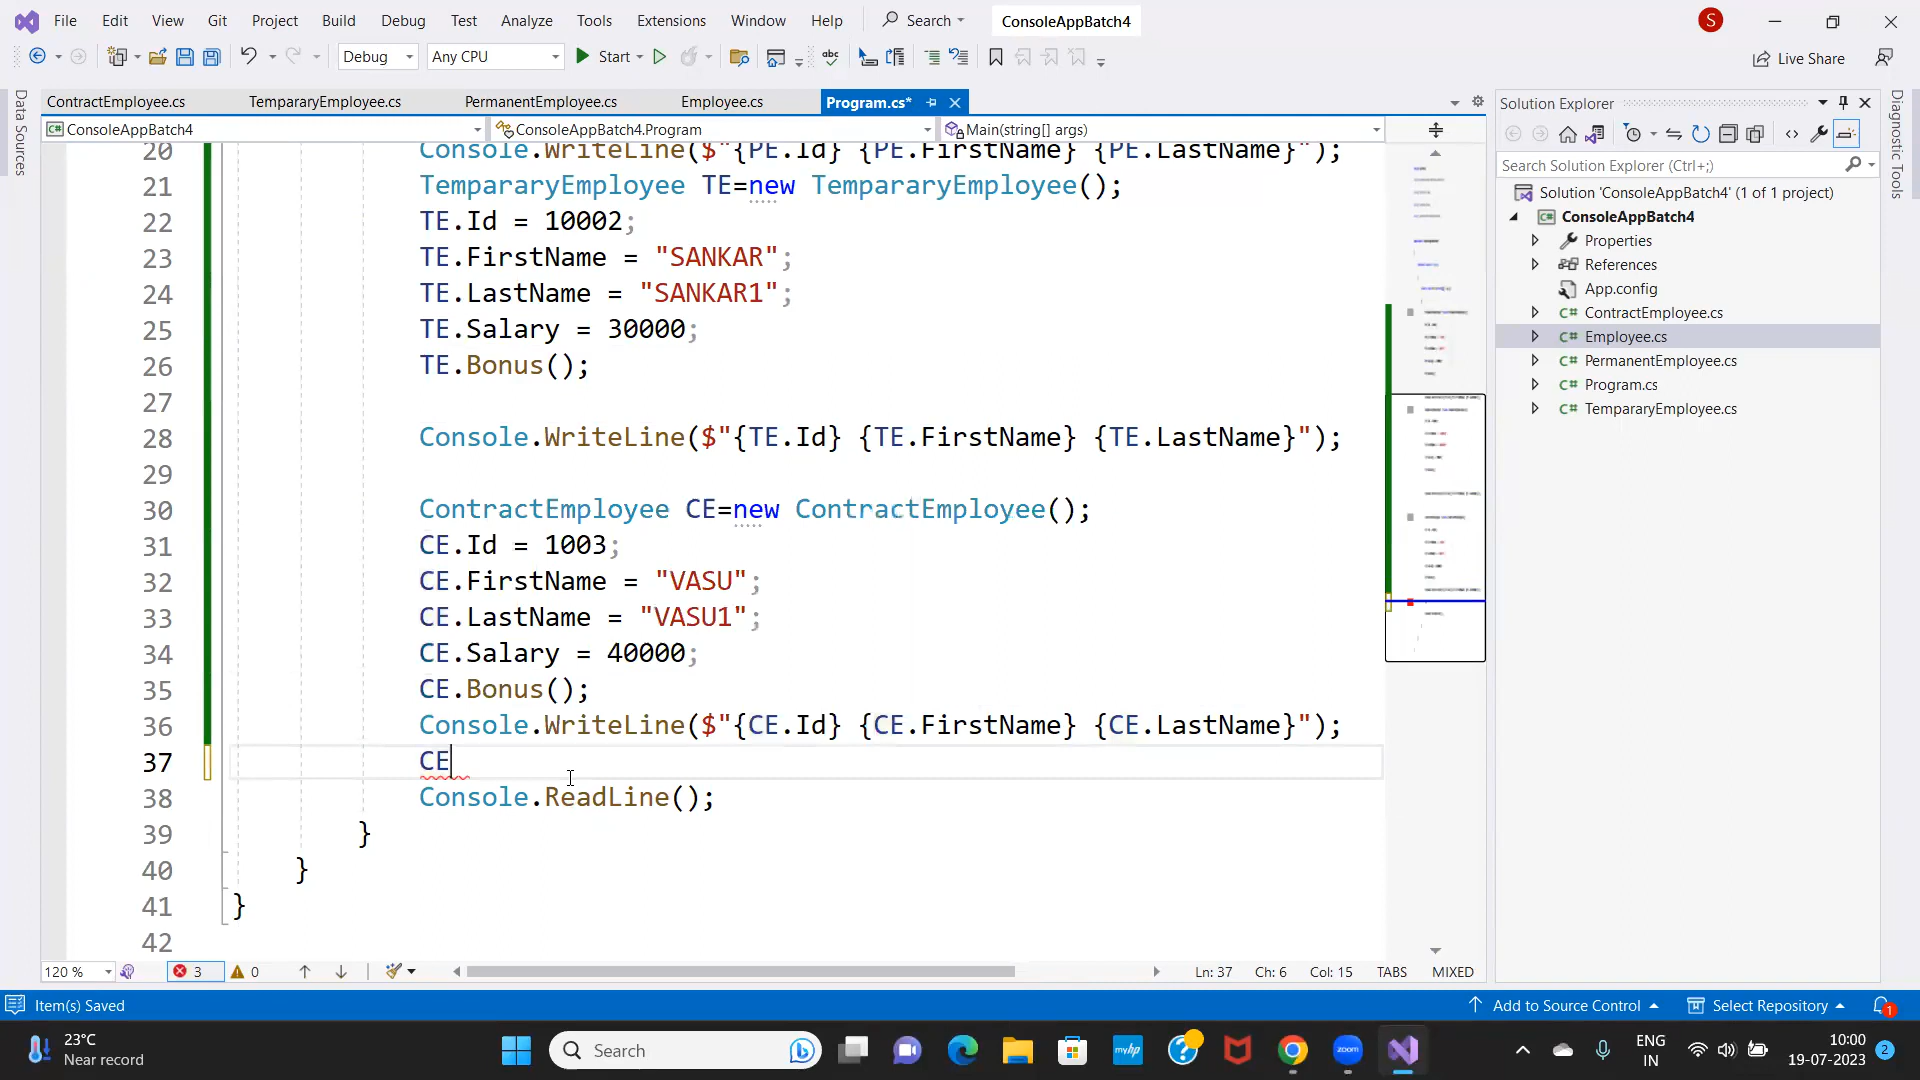 File Edit View Git Project Build Debug Test Analyze Tools Extensions Window Help Search ConsoleAppBatch4 S
Debug Any CPU Start Live Share
Data Sources
ContractEmployee.cs TempararyEmployee.cs PermanentEmployee.cs Employee.cs Program.cs*
ConsoleAppBatch4 ConsoleAppBatch4.Program Main(string[] args)
20 Console.WriteLine($"{PE.Id} {PE.FirstName} {PE.LastName}");
21 TempararyEmployee TE=new TempararyEmployee();
22 TE.Id = 10002;
23 TE.FirstName = "SANKAR";
24 TE.LastName = "SANKAR1";
25 TE.Salary = 30000;
26 TE.Bonus();
27
28 Console.WriteLine($"{TE.Id} {TE.FirstName} {TE.LastName}");
29
30 ContractEmployee CE=new ContractEmployee();
31 CE.Id = 1003;
32 CE.FirstName = "VASU";
33 CE.LastName = "VASU1";
34 CE.Salary = 40000;
35 CE.Bonus();
36 Console.WriteLine($"{CE.Id} {CE.FirstName} {CE.LastName}");
37 CE
38 Console.ReadLine();
39 }
40 }
41 }
42
120 % 3 0 Ln: 37 Ch: 6 Col: 15 TABS MIXED
Solution Explorer
Search Solution Explorer (Ctrl+;)
Solution 'ConsoleAppBatch4' (1 of 1 project)
ConsoleAppBatch4
Properties
References
App.config
C# ContractEmployee.cs
C# Employee.cs
C# PermanentEmployee.cs
C# Program.cs
C# TempararyEmployee.cs
Diagnostic Tools
Item(s) Saved Add to Source Control Select Repository 1
23°C
Near record
Search
myhp
zoom
ENG
IN
10:00
19-07-2023
2